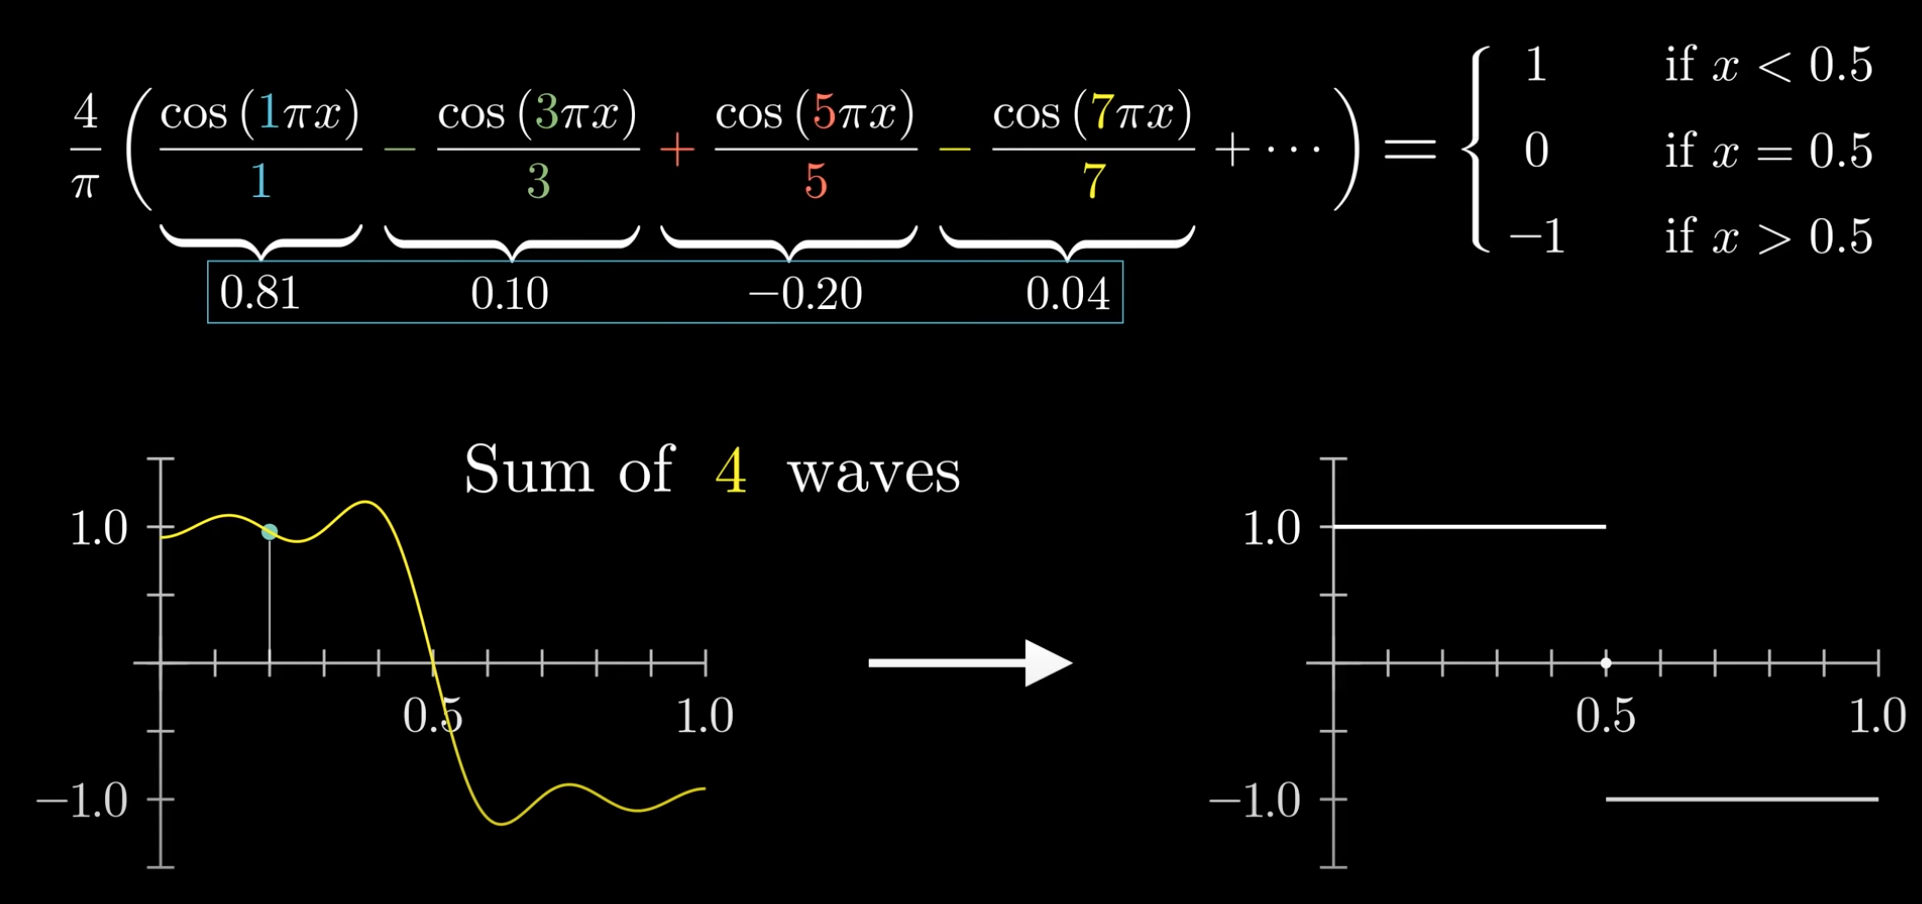 4/π ( cos (1πx)/1 − cos (3πx)/3 + cos (5πx)/5 − cos (7πx)/7 + ⋯ ) = { 1 if x < 0.5
0 if x = 0.5
−1 if x > 0.5
0.81 0.10 −0.20 0.04
Sum of 4 waves
1.0
0.5 1.0
−1.0
1.0
0.5 1.0
−1.0